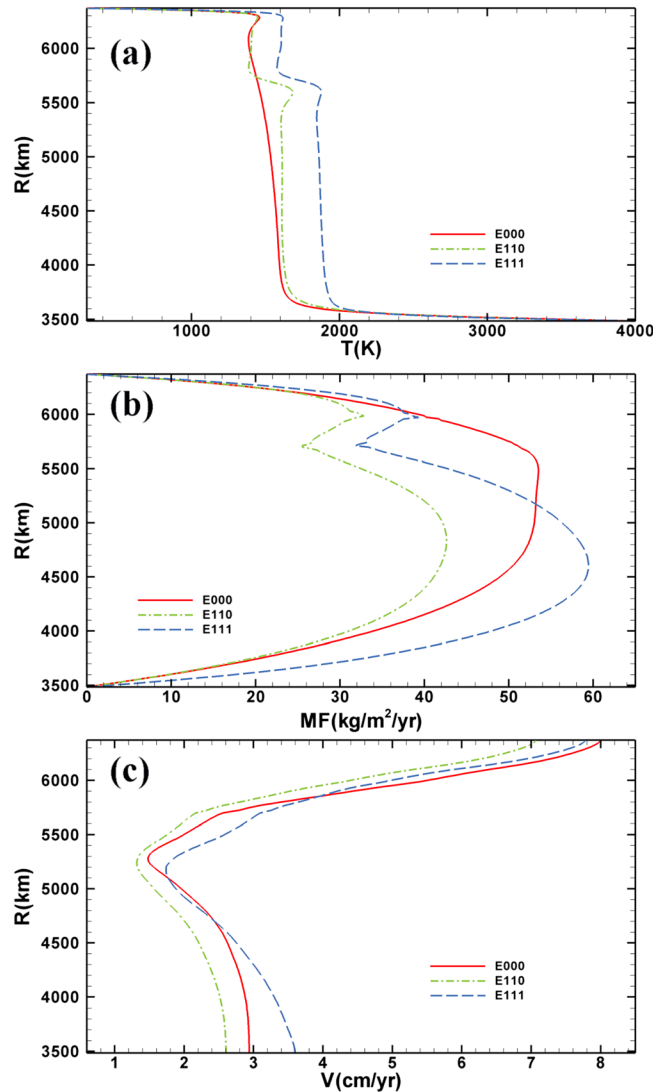 (a)
R(km)
6000
5500
5000
4500
4000
3500
E000
E110
E111
1000
2000
3000
4000
T(K)
(b)
R(km)
6000
5500
5000
4500
4000
3500
E000
E110
E111
0
10
20
30
40
50
60
MF(kg/m²/yr)
(c)
R(km)
6000
5500
5000
4500
4000
3500
E000
E110
E111
1
2
3
4
5
6
7
8
V(cm/yr)